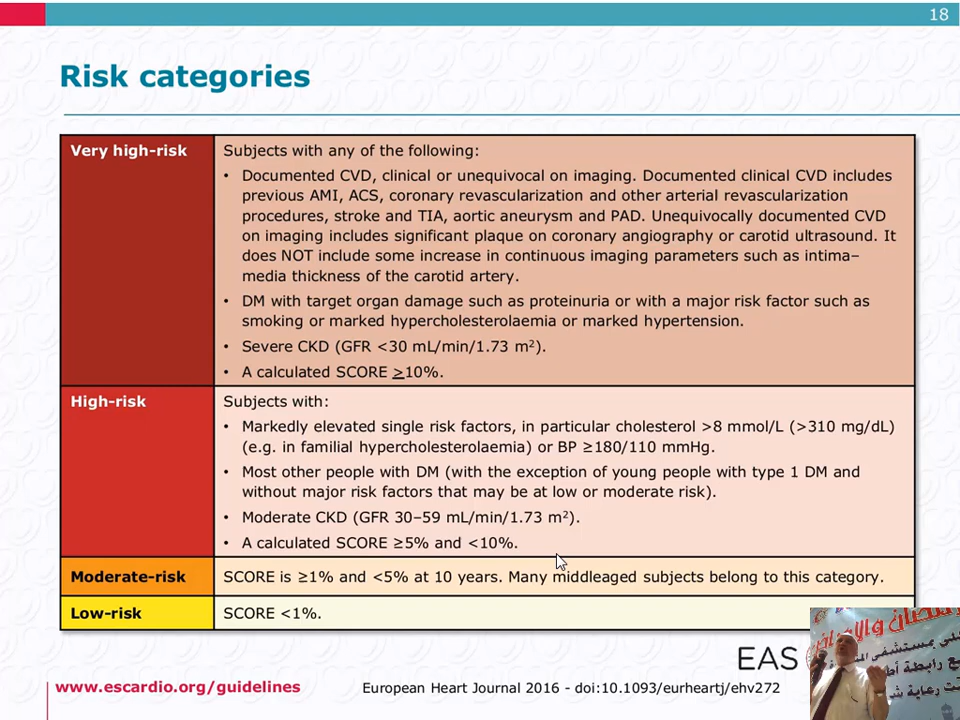 18
Risk categories
Very high-risk
Subjects with any of the following:
• Documented CVD, clinical or unequivocal on imaging. Documented clinical CVD includes
previous AMI, ACS, coronary revascularization and other arterial revascularization
procedures, stroke and TIA, aortic aneurysm and PAD. Unequivocally documented CVD
on imaging includes significant plaque on coronary angiography or carotid ultrasound. It
does NOT include some increase in continuous imaging parameters such as intima–
media thickness of the carotid artery.
• DM with target organ damage such as proteinuria or with a major risk factor such as
smoking or marked hypercholesterolaemia or marked hypertension.
• Severe CKD (GFR <30 mL/min/1.73 m²).
• A calculated SCORE ≥10%.
High-risk
Subjects with:
• Markedly elevated single risk factors, in particular cholesterol >8 mmol/L (>310 mg/dL)
(e.g. in familial hypercholesterolaemia) or BP ≥180/110 mmHg.
• Most other people with DM (with the exception of young people with type 1 DM and
without major risk factors that may be at low or moderate risk).
• Moderate CKD (GFR 30–59 mL/min/1.73 m²).
• A calculated SCORE ≥5% and <10%.
Moderate-risk
SCORE is ≥1% and <5% at 10 years. Many middleaged subjects belong to this category.
Low-risk
SCORE <1%.
EAS
www.escardio.org/guidelines
European Heart Journal 2016 - doi:10.1093/eurheartj/ehv272